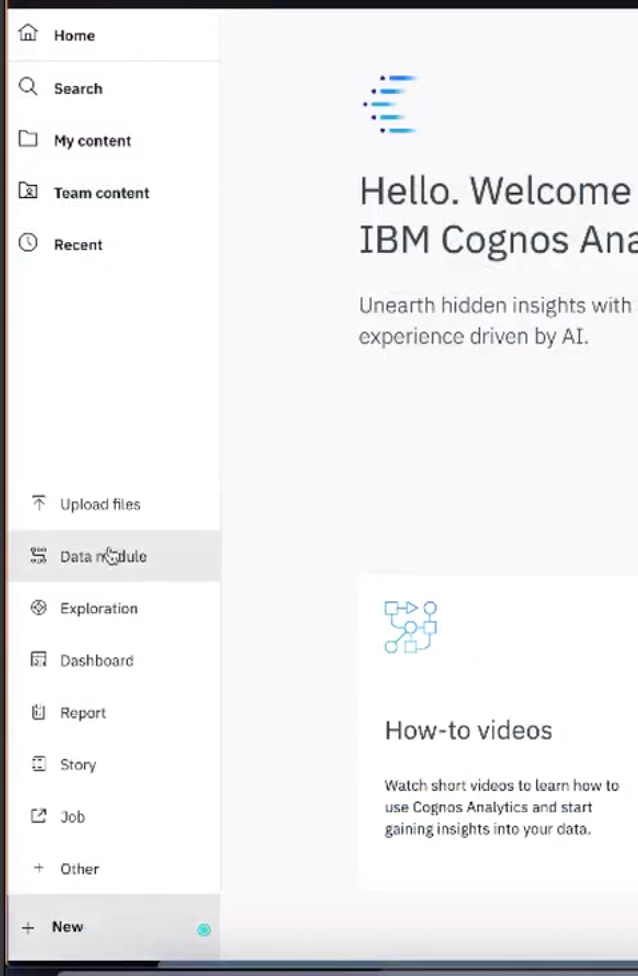 Home
Search
My content
Team content
Recent
Upload files
Data module
Exploration
Dashboard
Report
Story
Job
Other
New
Hello. Welcome
IBM Cognos Ana
Unearth hidden insights with
experience driven by AI.
How-to videos
Watch short videos to learn how to
use Cognos Analytics and start
gaining insights into your data.